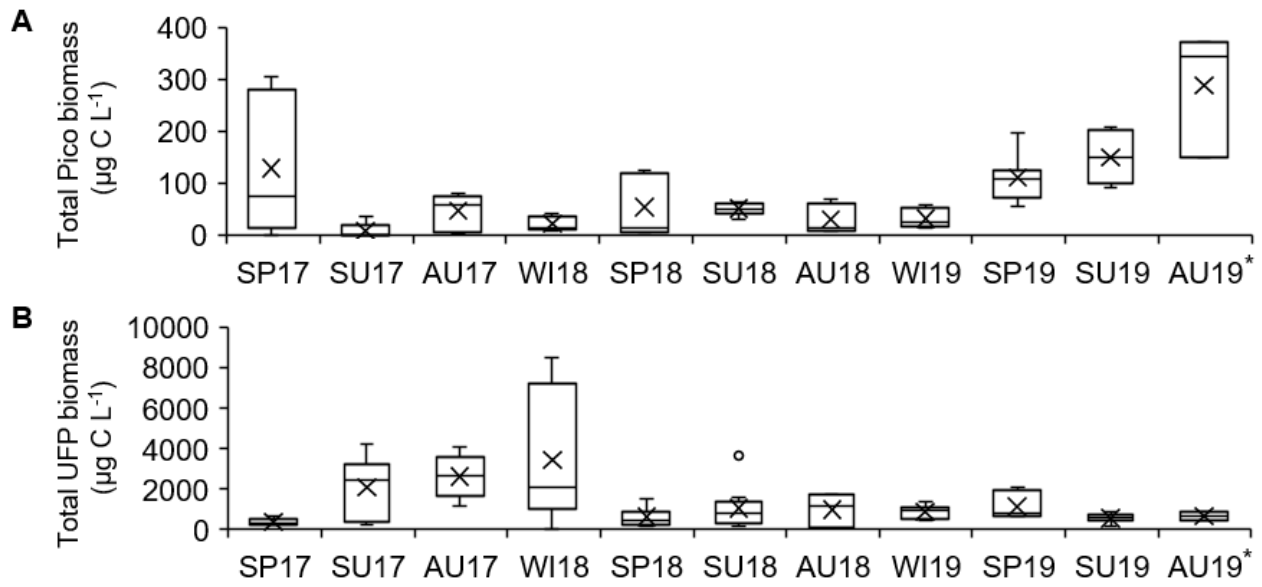 A
Total Pico biomass
(µg C L⁻¹)
400
300
200
100
0
SP17 SU17 AU17 WI18 SP18 SU18 AU18 WI19 SP19 SU19 AU19*
B
Total UFP biomass
(µg C L⁻¹)
10000
8000
6000
4000
2000
0
SP17 SU17 AU17 WI18 SP18 SU18 AU18 WI19 SP19 SU19 AU19*